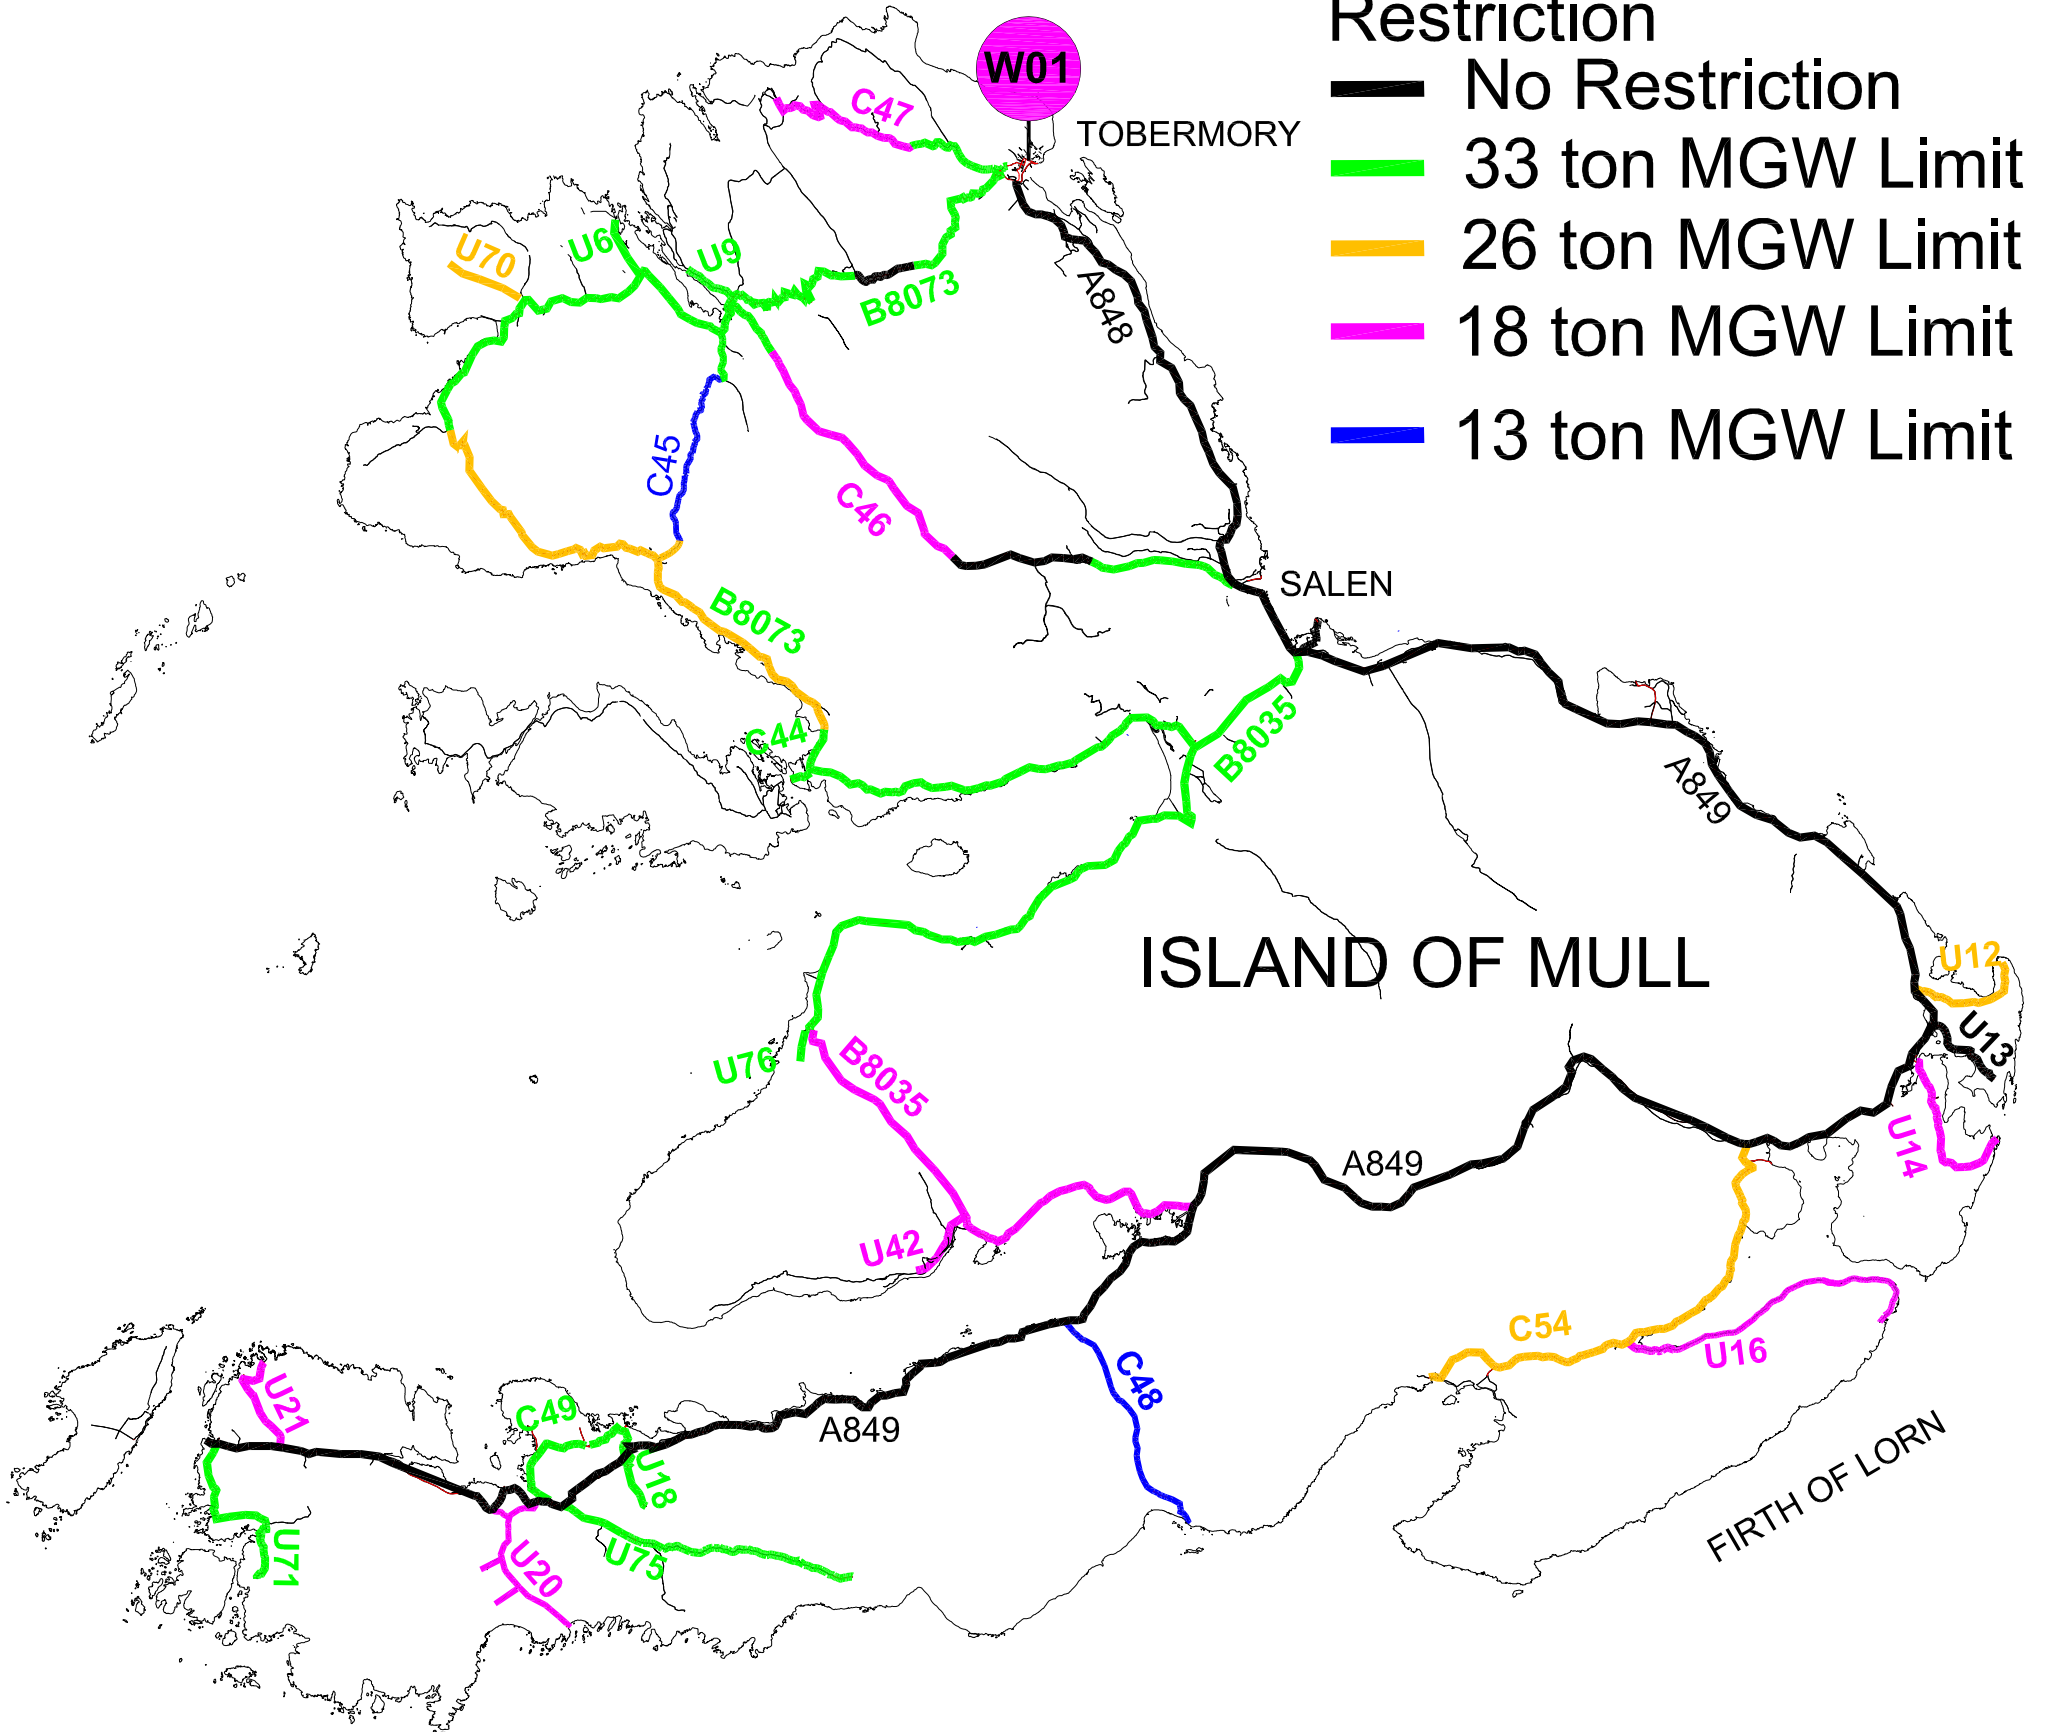 Restriction
No Restriction
33 ton MGW Limit
26 ton MGW Limit
18 ton MGW Limit
13 ton MGW Limit
W01
TOBERMORY
C47
U70
U6
U9
B8073
A848
C45
C46
SALEN
B8073
C44
B8035
A849
ISLAND OF MULL
U12
U13
U76
B8035
U14
A849
U42
C54
U16
C48
U21
C49
A849
U18
FIRTH OF LORN
U71
U20
U75